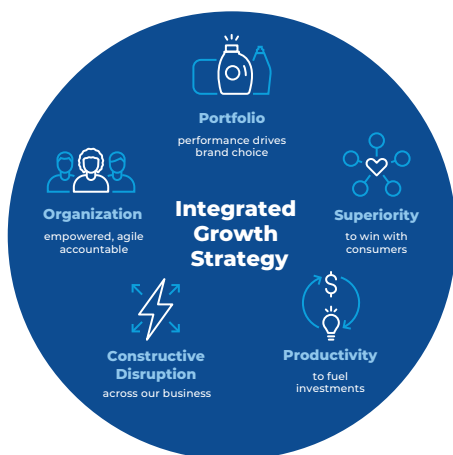 Portfolio
performance drives
brand choice
Organization
empowered, agile
accountable
Integrated
Growth
Strategy
Superiority
to win with
consumers
Constructive
Disruption
across our business
$
Productivity
to fuel
investments